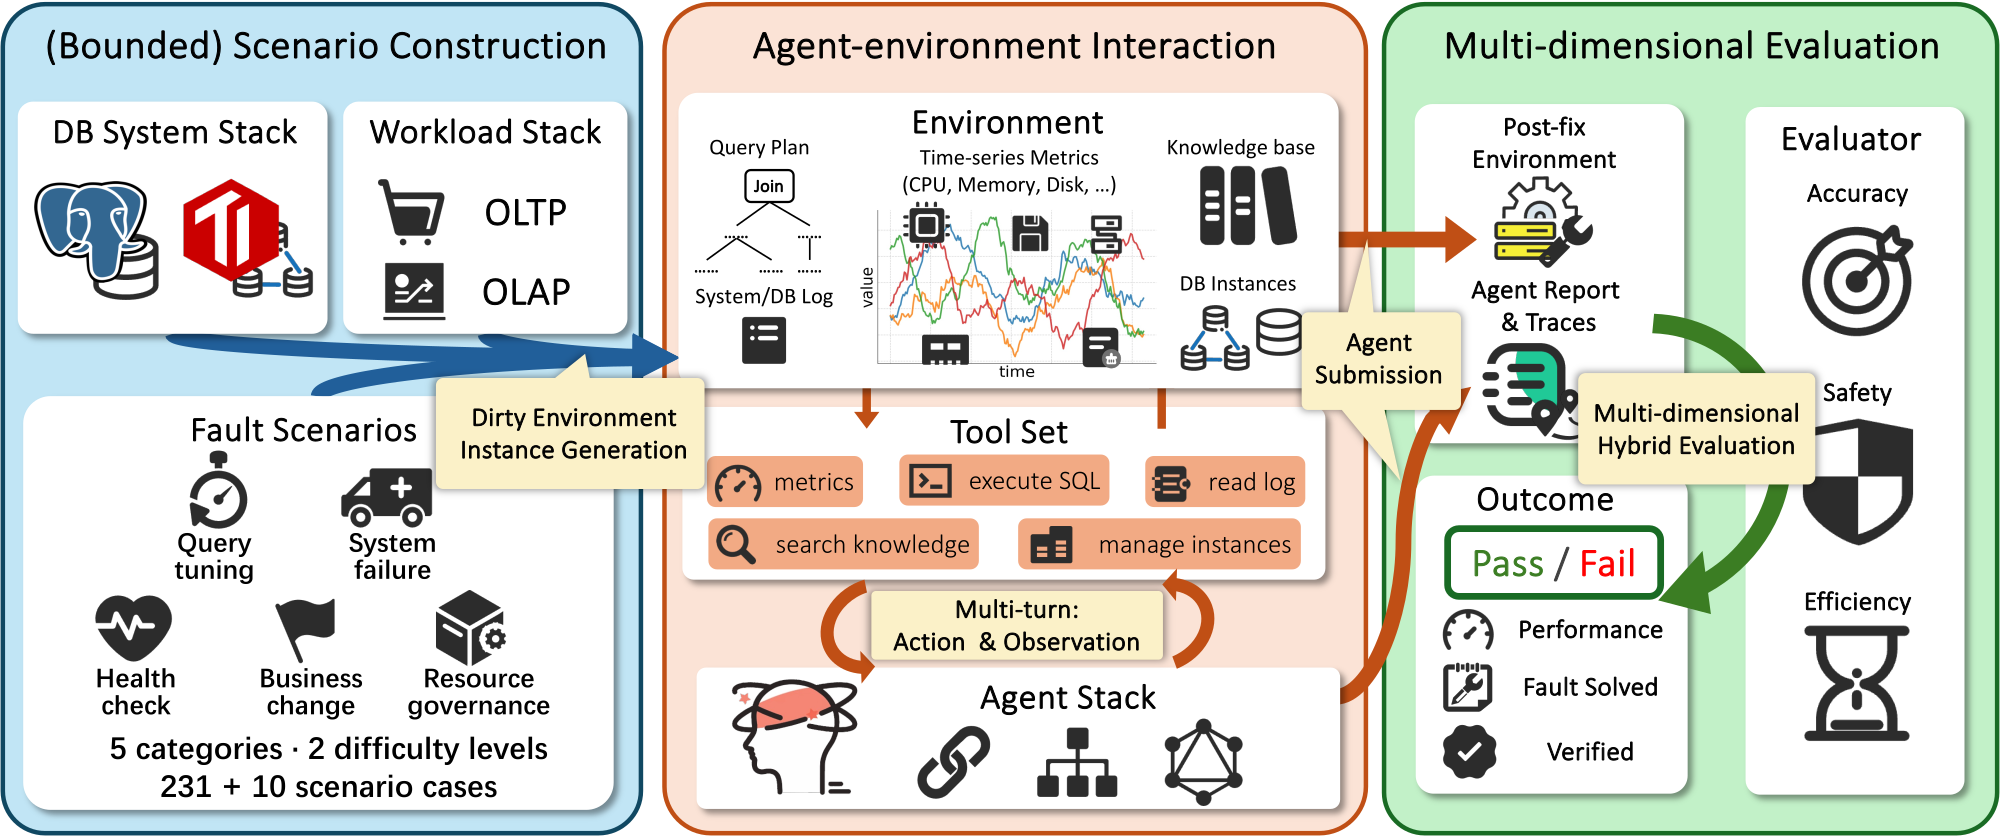 (Bounded) Scenario Construction
DB System Stack
Workload Stack
OLTP
OLAP
Dirty Environment
Instance Generation
Fault Scenarios
Query
tuning
System
failure
Health
check
Business
change
Resource
governance
5 categories · 2 difficulty levels
231 + 10 scenario cases
Agent-environment Interaction
Environment
Query Plan
Join
......
......
......
......
......
System/DB Log
Time-series Metrics
(CPU, Memory, Disk, ...)
value
time
Knowledge base
DB Instances
Tool Set
metrics
execute SQL
read log
search knowledge
manage instances
Multi-turn:
Action & Observation
Agent Stack
Agent
Submission
Multi-dimensional Evaluation
Post-fix
Environment
Agent Report
& Traces
Multi-dimensional
Hybrid Evaluation
Outcome
Pass / Fail
Performance
Fault Solved
Verified
Evaluator
Accuracy
Safety
Efficiency